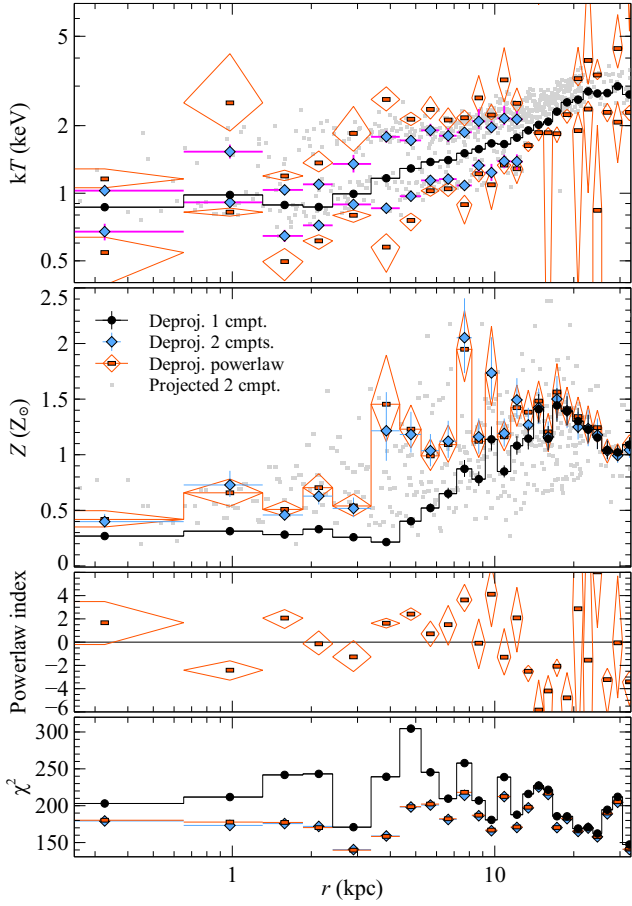 5
2
1
0.5
kT (keV)
2.5
2
1.5
1
0.5
0
Z (Z⊙)
Deproj. 1 cmpt.
Deproj. 2 cmpts.
Deproj. powerlaw
Projected 2 cmpt.
4
2
0
−2
−4
−6
Powerlaw index
300
250
200
150
χ²
1 10
r (kpc)